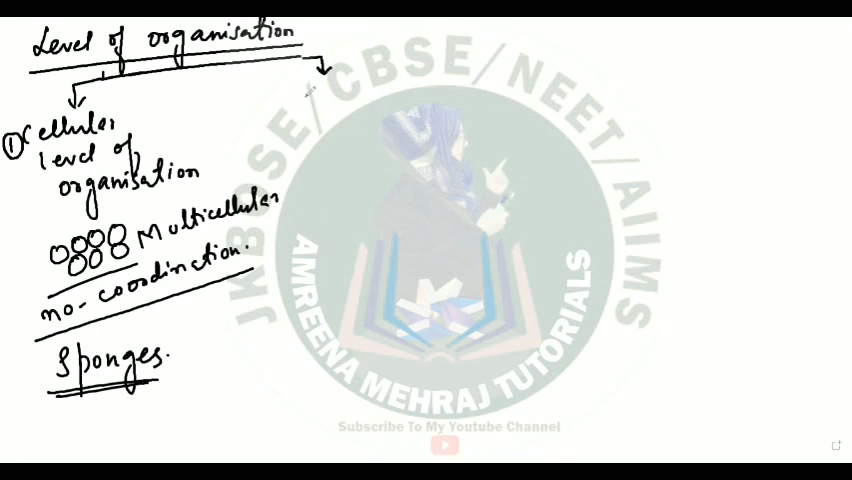 Level of organisation
① Cellular
level of
organisation
Multicellular
no-coordination.
Sponges.
JKBOSE/CBSE/NEET/AIIMS
AMREENA MEHRAJ TUTORIALS
Subscribe To My Youtube Channel